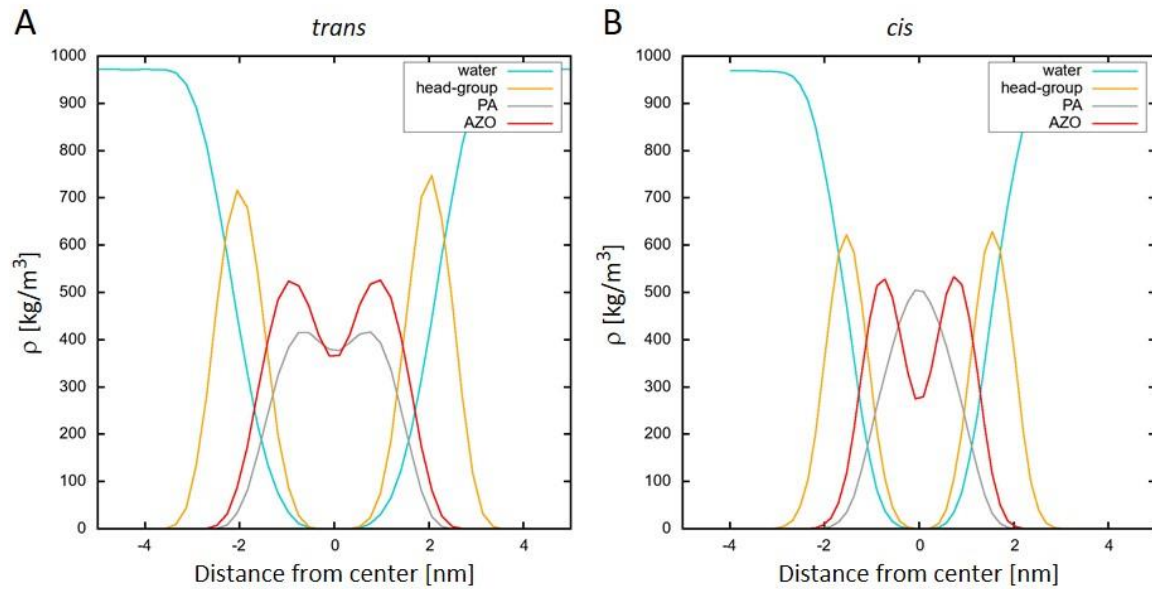 A
trans
1000
900
800
700
600
500
400
300
200
100
0
ρ [kg/m³]
water
head-group
PA
AZO
-4
-2
0
2
4
Distance from center [nm]
B
cis
1000
900
800
700
600
500
400
300
200
100
0
ρ [kg/m³]
water
head-group
PA
AZO
-4
-2
0
2
4
Distance from center [nm]